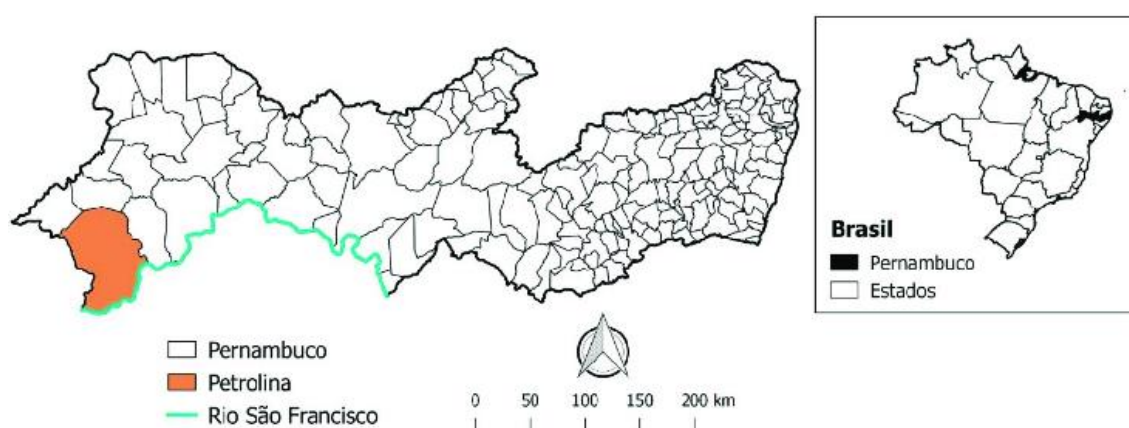 Brasil
Pernambuco
Estados
Pernambuco
Petrolina
Rio São Francisco
0 50 100 150 200 km